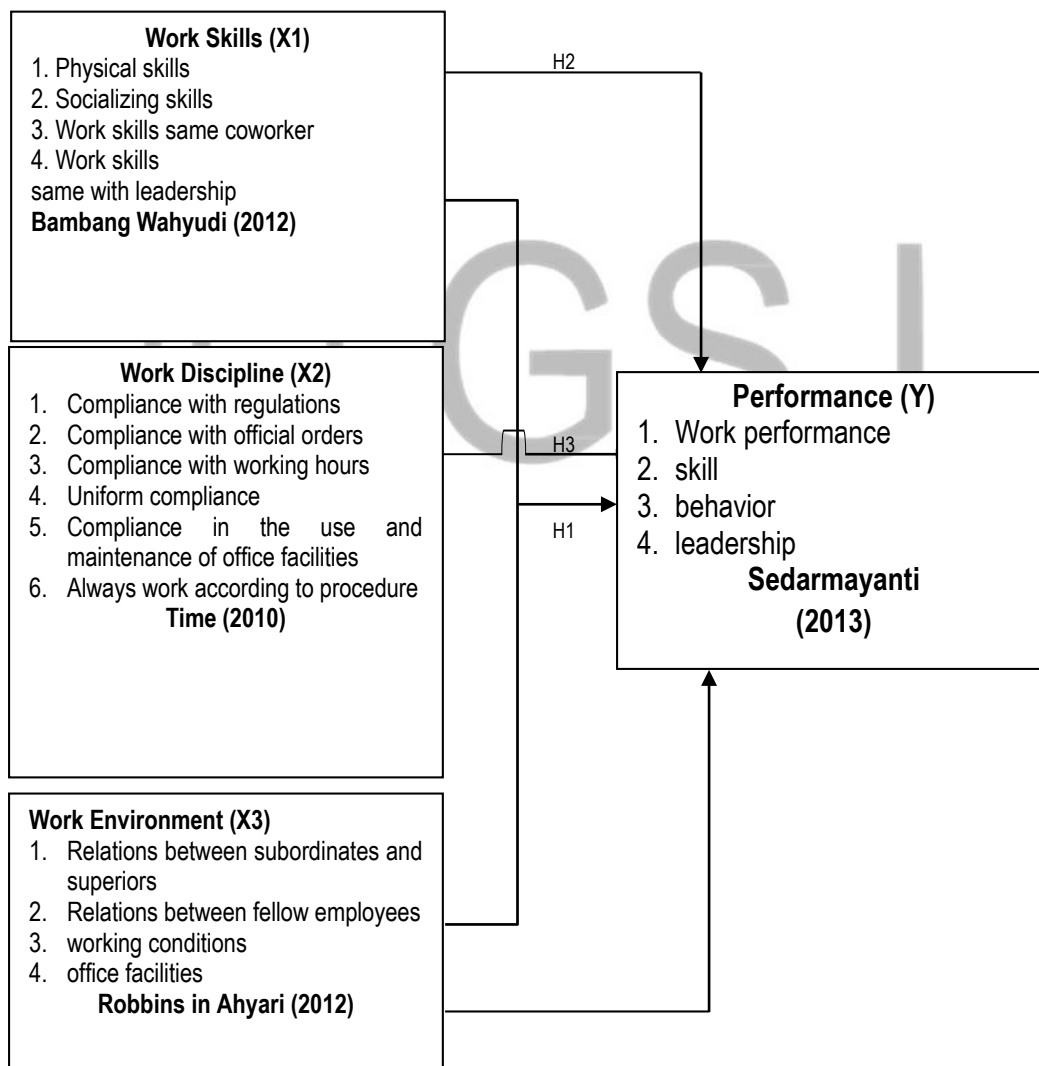 Work Skills (X1)
1. Physical skills
2. Socializing skills
3. Work skills same coworker
4. Work skills
same with leadership
Bambang Wahyudi (2012)
H2
GSJ
Work Discipline (X2)
1. Compliance with regulations
2. Compliance with official orders
3. Compliance with working hours
4. Uniform compliance
5. Compliance in the use and
maintenance of office facilities
6. Always work according to procedure
Time (2010)
H3
H1
Performance (Y)
1. Work performance
2. skill
3. behavior
4. leadership
Sedarmayanti
(2013)
Work Environment (X3)
1. Relations between subordinates and
superiors
2. Relations between fellow employees
3. working conditions
4. office facilities
Robbins in Ahyari (2012)